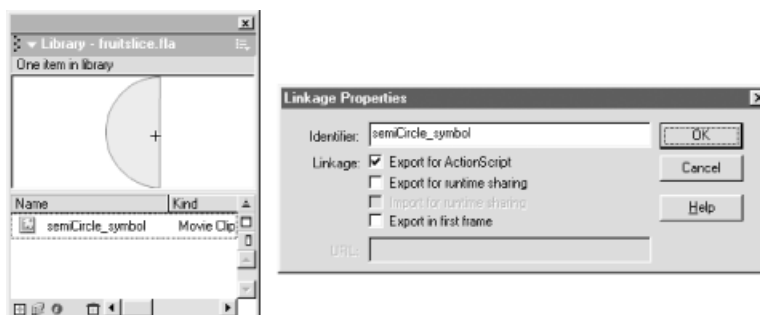 Library - fruitslice.fla
One item in library
Name Kind
semiCircle_symbol Movie Clip
Linkage Properties
Identifier: semiCircle_symbol
OK
Linkage: Export for ActionScript
Cancel
Export for runtime sharing
Import for runtime sharing
Help
Export in first frame
URL: